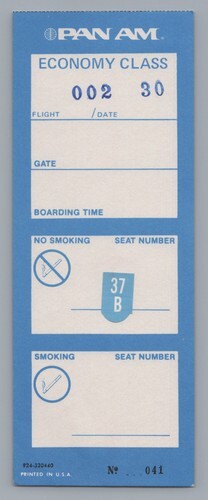 PAN AM.
ECONOMY CLASS
002 30
FLIGHT / DATE
GATE
BOARDING TIME
NO SMOKING SEAT NUMBER
37
B
SMOKING SEAT NUMBER
PRINTED IN U.S.A.
Nº 041